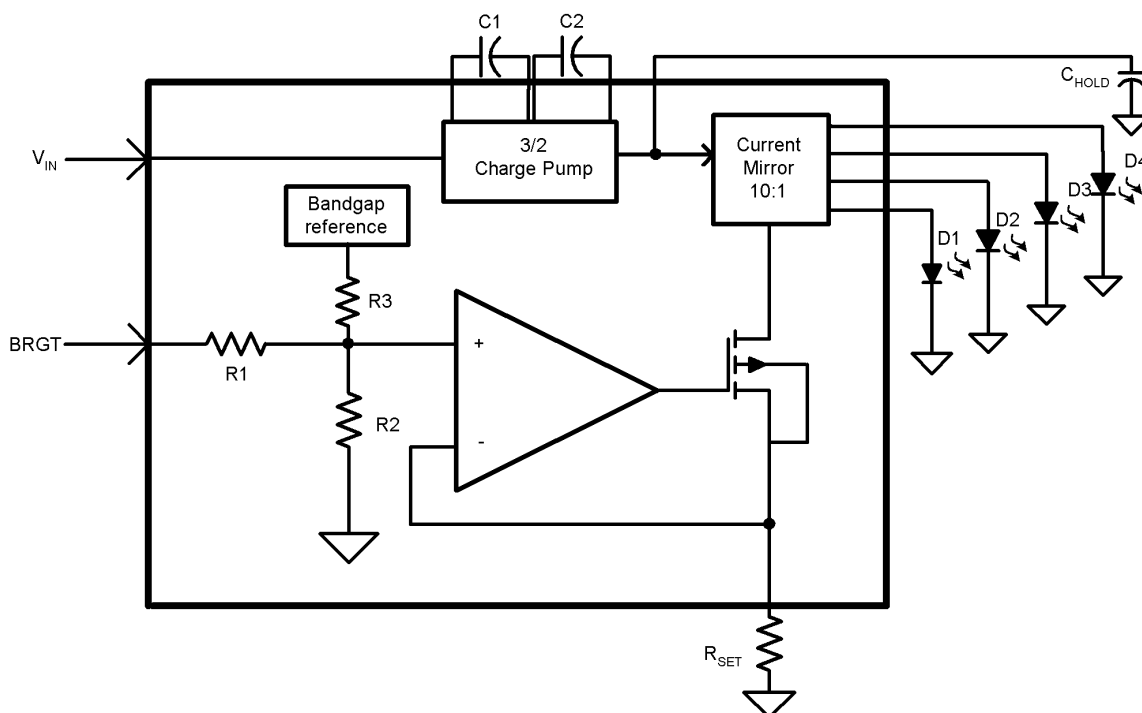 C1
C2
C_HOLD
V_IN
3/2
Charge Pump
Current
Mirror
10:1
D4
D3
D2
D1
Bandgap
reference
R3
BRGT
R1
+
R2
-
R_SET